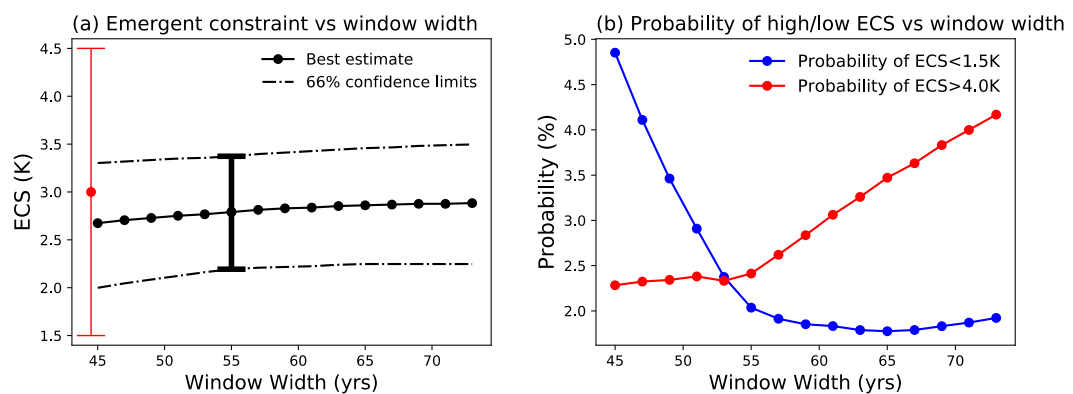 (a) Emergent constraint vs window width
4.5
4.0
3.5
3.0
2.5
2.0
1.5
ECS (K)
Best estimate
66% confidence limits
45 50 55 60 65 70
Window Width (yrs)
(b) Probability of high/low ECS vs window width
5.0
4.5
4.0
3.5
3.0
2.5
2.0
Probability (%)
Probability of ECS<1.5K
Probability of ECS>4.0K
45 50 55 60 65 70
Window Width (yrs)